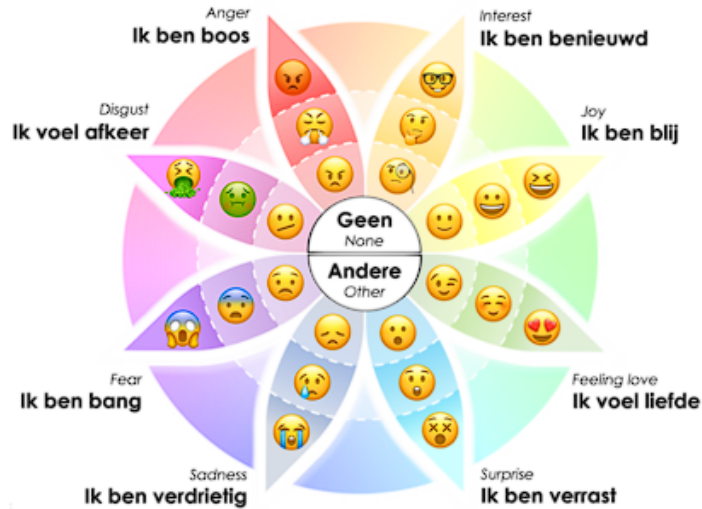 Anger
Ik ben boos
Interest
Ik ben benieuwd
Disgust
Ik voel afkeer
Joy
Ik ben blij
Geen
None
Andere
Other
Fear
Ik ben bang
Feeling love
Ik voel liefde
Sadness
Ik ben verdrietig
Surprise
Ik ben verrast